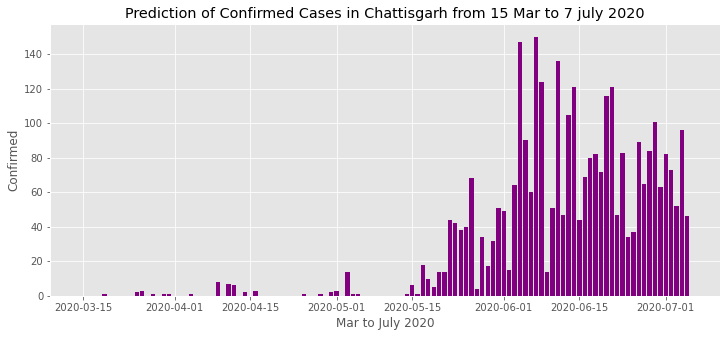 Prediction of Confirmed Cases in Chattisgarh from 15 Mar to 7 july 2020
140
120
100
80
60
40
20
0
Confirmed
2020-03-15 2020-04-01 2020-04-15 2020-05-01 2020-05-15 2020-06-01 2020-06-15 2020-07-01
Mar to July 2020